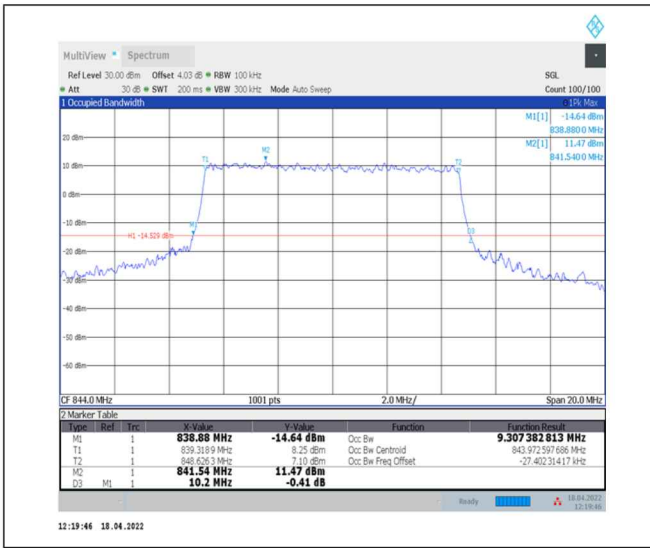 MultiView Spectrum
Ref Level 30.00 dBm Offset 4.03 dB RBW 100 kHz SGL
Att 30 dB SWT 200 ms VBW 300 kHz Mode Auto Sweep Count 100/100
1 Occupied Bandwidth 1Pk Max
M1[1] -14.64 dBm
838.8800 MHz
M2[1] 11.47 dBm
841.5400 MHz
20 dBm
M2
T1 T2
10 dBm
0 dBm
-10 dBm
M1
H1 -14.529 dBm
D3
-20 dBm
-30 dBm
-40 dBm
-50 dBm
-60 dBm
CF 844.0 MHz 1001 pts 2.0 MHz/ Span 20.0 MHz
2 Marker Table
Type Ref Trc X-Value Y-Value Function Function Result
M1 1 838.88 MHz -14.64 dBm Occ Bw 9.307 382 813 MHz
T1 1 839.3189 MHz 8.25 dBm Occ Bw Centroid 843.972 597 686 MHz
T2 1 848.6263 MHz 7.10 dBm Occ Bw Freq Offset -27.402 314 17 kHz
M2 1 841.54 MHz 11.47 dBm
D3 M1 1 10.2 MHz -0.41 dB
Ready 18.04.2022
12:19:46
12:19:46 18.04.2022